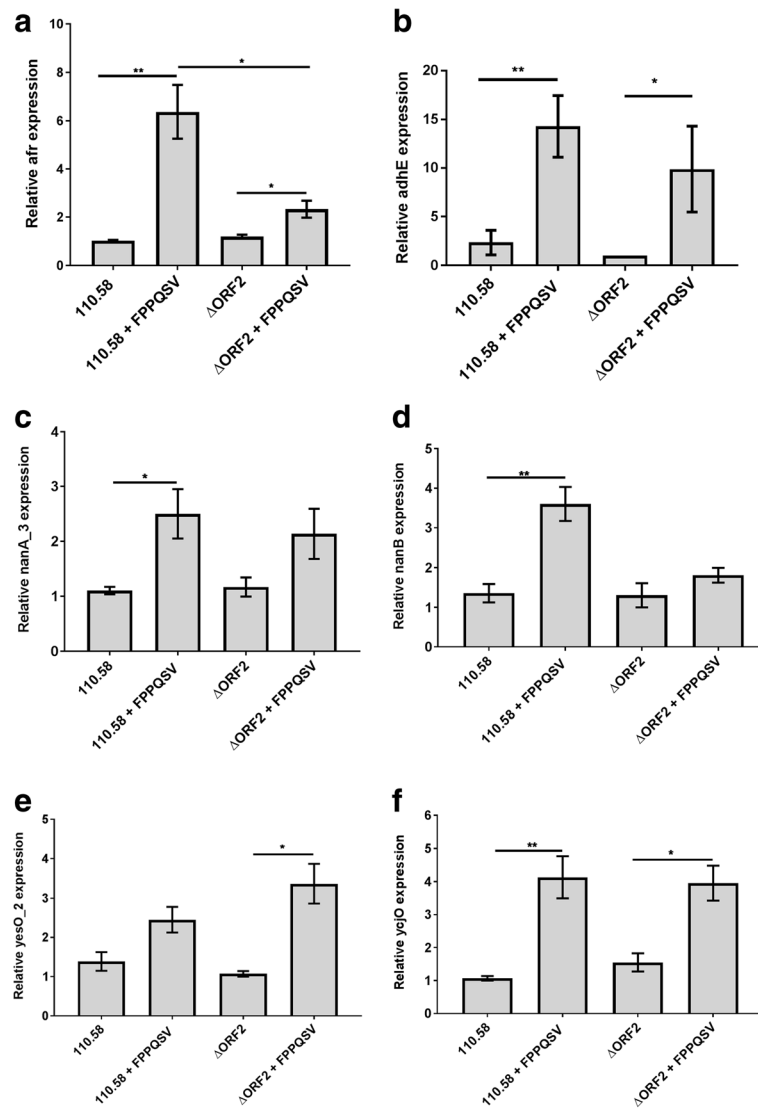 a
Relative afr expression
10
8
6
4
2
0
**
*
*
110.58
110.58 + FPPQSV
ΔORF2
ΔORF2 + FPPQSV
b
Relative adhE expression
20
15
10
5
0
**
*
110.58
110.58 + FPPQSV
ΔORF2
ΔORF2 + FPPQSV
c
Relative nanA_3 expression
4
3
2
1
0
*
110.58
110.58 + FPPQSV
ΔORF2
ΔORF2 + FPPQSV
d
Relative nanB expression
5
4
3
2
1
0
**
110.58
110.58 + FPPQSV
ΔORF2
ΔORF2 + FPPQSV
e
Relative yesO_2 expression
5
4
3
2
1
0
*
110.58
110.58 + FPPQSV
ΔORF2
ΔORF2 + FPPQSV
f
Relative ycjO expression
6
5
4
3
2
1
0
**
*
110.58
110.58 + FPPQSV
ΔORF2
ΔORF2 + FPPQSV